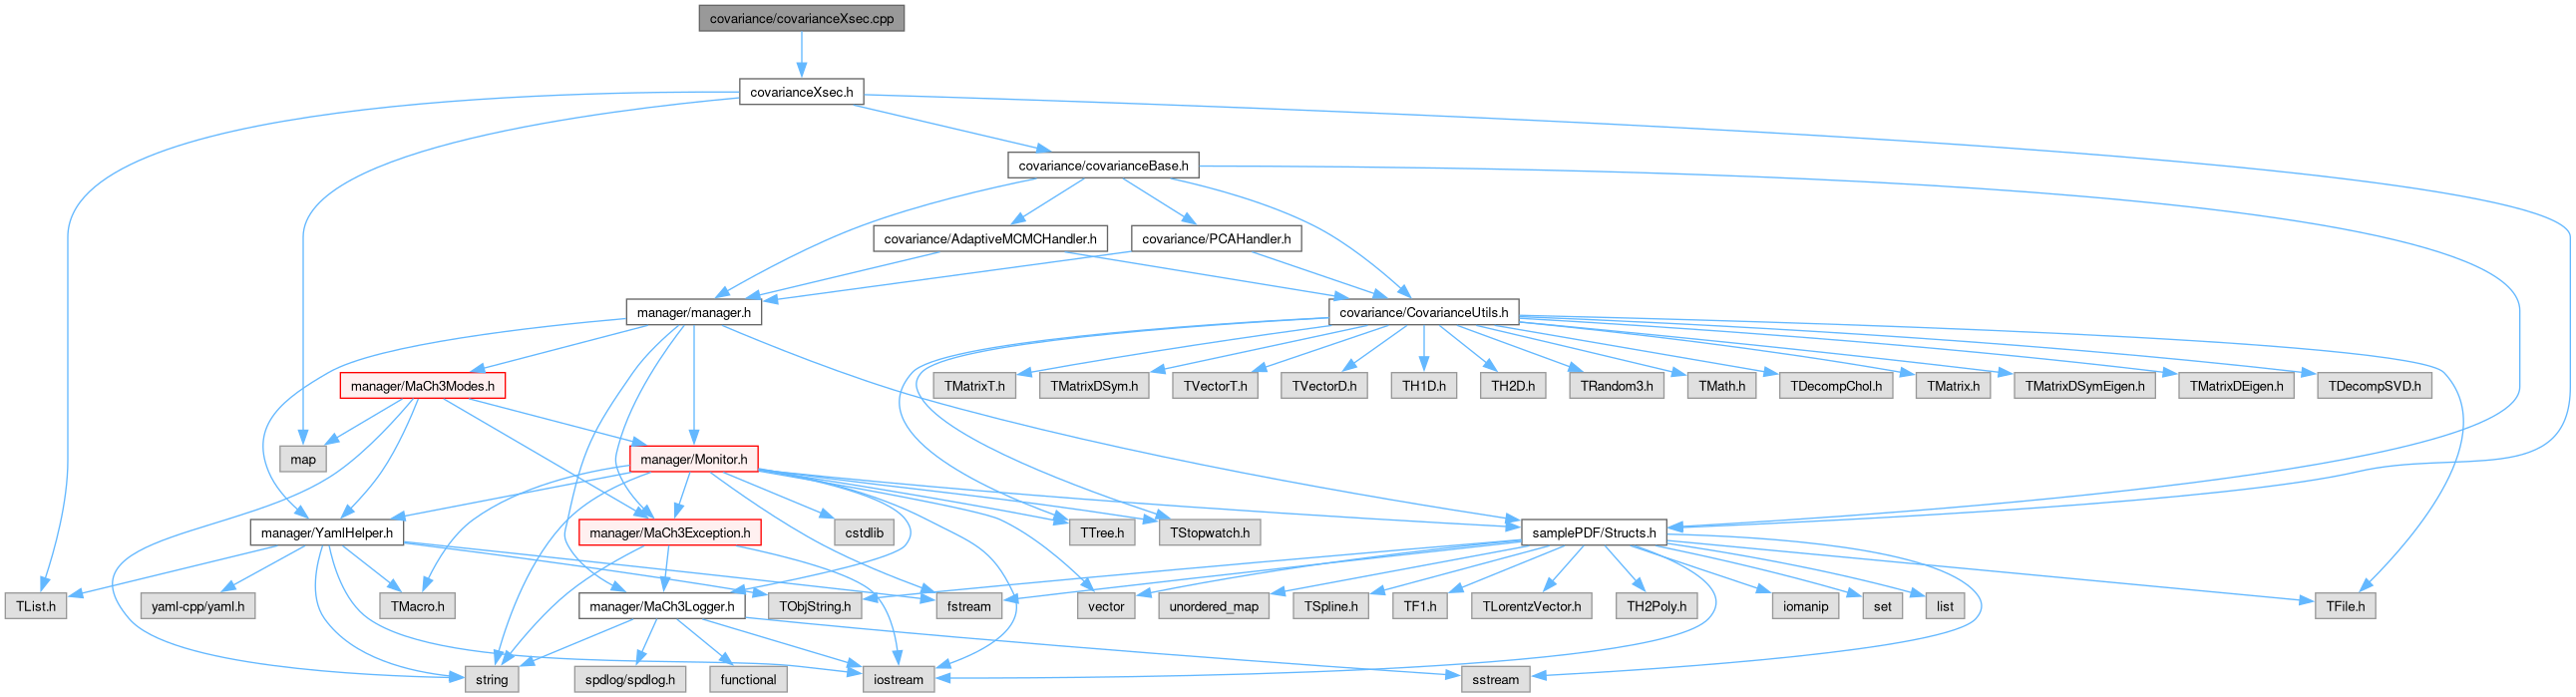 covariance/covarianceXsec.cpp
covarianceXsec.h
covariance/covarianceBase.h
covariance/AdaptiveMCMCHandler.h
covariance/PCAHandler.h
manager/manager.h
covariance/CovarianceUtils.h
manager/MaCh3Modes.h
TMatrixT.h
TMatrixDSym.h
TVectorT.h
TVectorD.h
TH1D.h
TH2D.h
TRandom3.h
TMath.h
TDecompChol.h
TMatrix.h
TMatrixDSymEigen.h
TMatrixDEigen.h
TDecompSVD.h
map
manager/Monitor.h
manager/YamlHelper.h
manager/MaCh3Exception.h
cstdlib
TTree.h
TStopwatch.h
samplePDF/Structs.h
TList.h
yaml-cpp/yaml.h
TMacro.h
manager/MaCh3Logger.h
TObjString.h
fstream
vector
unordered_map
TSpline.h
TF1.h
TLorentzVector.h
TH2Poly.h
iomanip
set
list
TFile.h
string
spdlog/spdlog.h
functional
iostream
sstream